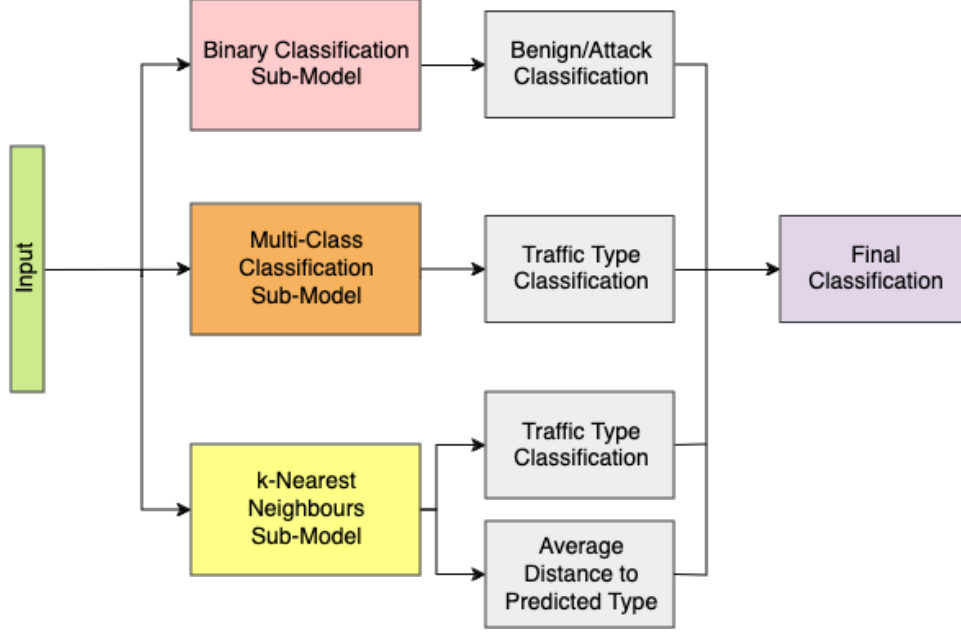 Input
Binary Classification
Sub-Model
Benign/Attack
Classification
Multi-Class
Classification
Sub-Model
Traffic Type
Classification
Final
Classification
k-Nearest
Neighbours
Sub-Model
Traffic Type
Classification
Average
Distance to
Predicted Type